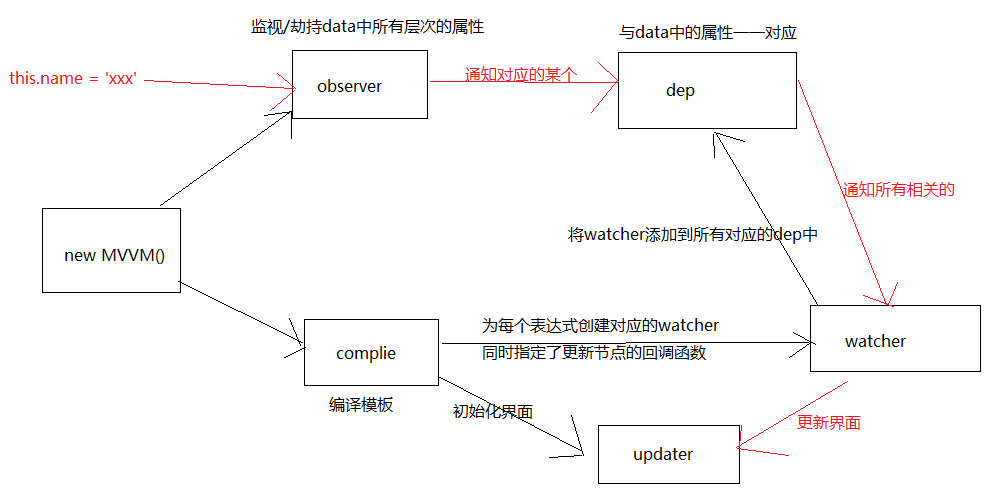 监视/劫持data中所有层次的属性
与data中的属性一一对应
this.name = 'xxx'
observer
通知对应的某个
dep
通知所有相关的
new MVVM()
将watcher添加到所有对应的dep中
为每个表达式创建对应的watcher
同时指定了更新节点的回调函数
complie
watcher
编译模板
初始化界面
更新界面
updater